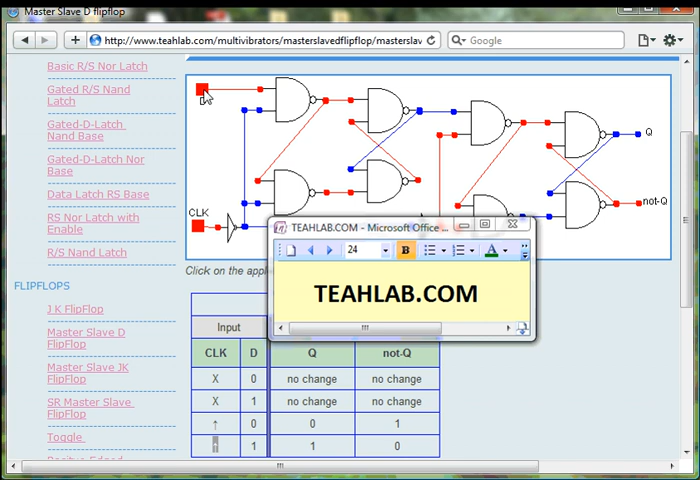 Master Slave D flipflop
http://www.teahlab.com/multivibrators/masterslavedflipflop/masterslav
Google
Basic R/S Nor Latch
Gated R/S Nand
Latch
Gated-D-Latch
Nand Base
Gated-D-Latch Nor
Base
Data Latch RS Base
RS Nor Latch with
Enable
R/S Nand Latch
FLIPFLOPS
J K FlipFlop
Master Slave D
FlipFlop
Master Slave JK
FlipFlop
SR Master Slave
FlipFlop
Toggle
D
CLK
Q
not-Q
Click on the appl
TEAHLAB.COM - Microsoft Office ...
24
B
A
TEAHLAB.COM
Input
CLK D Q not-Q
X 0 no change no change
X 1 no change no change
↑ 0 0 1
↑ 1 1 0